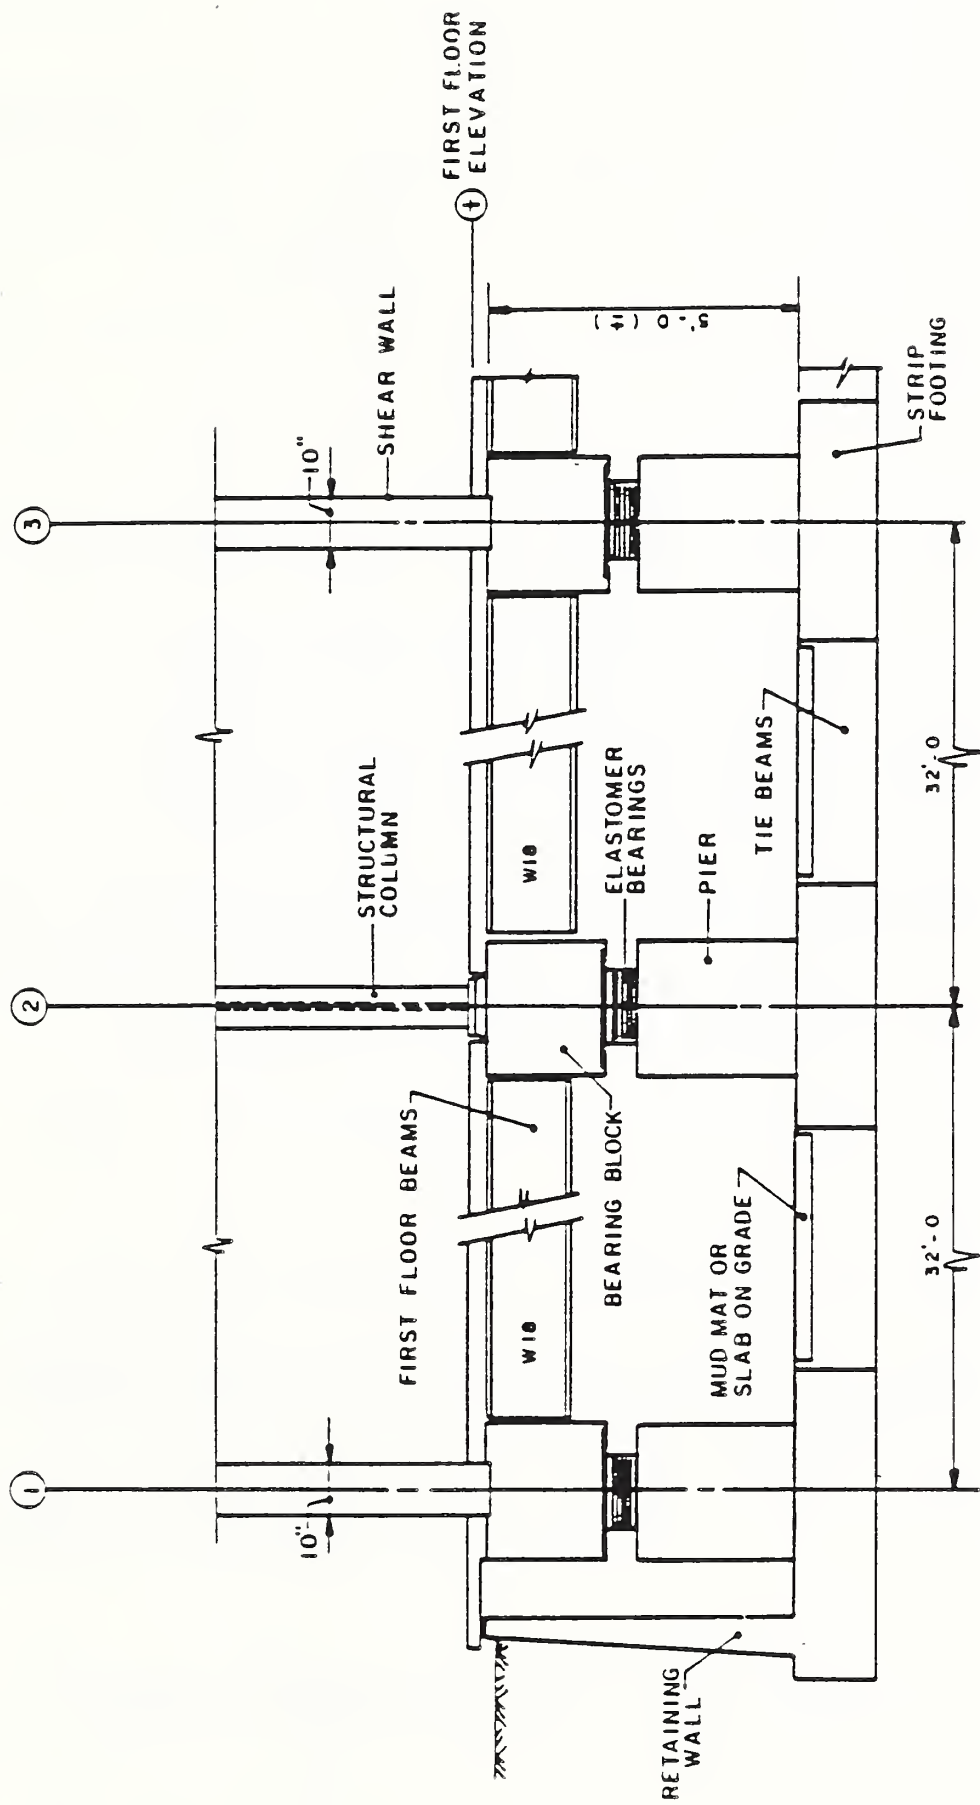 1
2
3
10"
10"
STRUCTURAL
COLUMN
SHEAR WALL
FIRST FLOOR
ELEVATION
FIRST FLOOR BEAMS
W18
W18
BEARING BLOCK
ELASTOMER
BEARINGS
PIER
5'-0 (±)
MUD MAT OR
SLAB ON GRADE
TIE BEAMS
STRIP
FOOTING
RETAINING
WALL
32'-0
32'-0